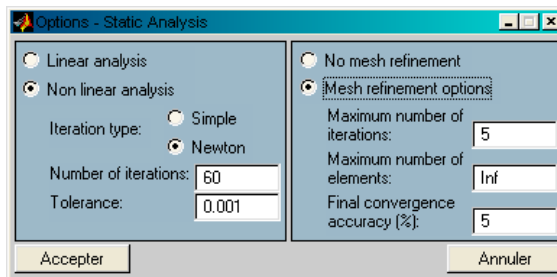 Options - Static Analysis
Linear analysis
Non linear analysis
Iteration type:
Simple
Newton
Number of iterations: 60
Tolerance: 0.001
No mesh refinement
Mesh refinement options
Maximum number of
iterations: 5
Maximum number of
elements: Inf
Final convergence
accuracy (%): 5
Accepter
Annuler